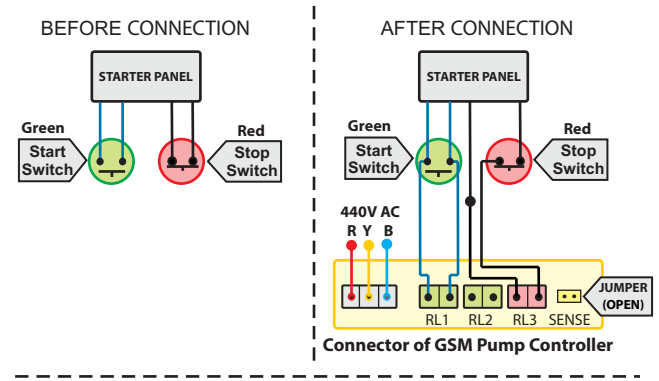 BEFORE CONNECTION
STARTER PANEL
Green
Start
Switch
Red
Stop
Switch
AFTER CONNECTION
STARTER PANEL
Green
Start
Switch
Red
Stop
Switch
440V AC
R Y B
JUMPER
(OPEN)
RL1 RL2 RL3 SENSE
Connector of GSM Pump Controller